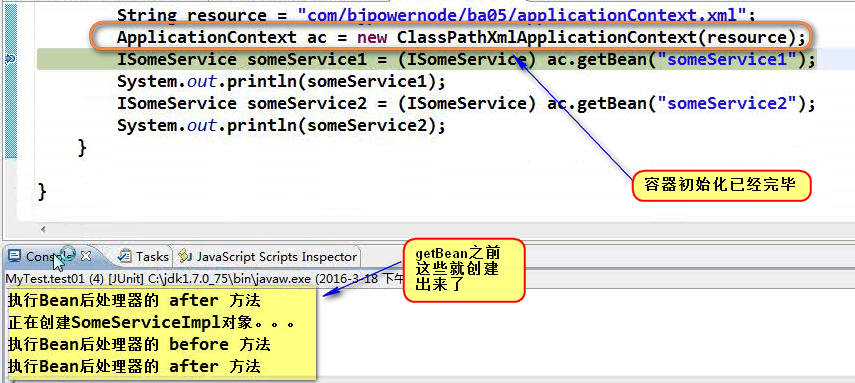 String resource = "com/bjpowernode/ba05/applicationContext.xml";
ApplicationContext ac = new ClassPathXmlApplicationContext(resource);
ISomeService someService1 = (ISomeService) ac.getBean("someService1");
System.out.println(someService1);
ISomeService someService2 = (ISomeService) ac.getBean("someService2");
System.out.println(someService2);
}
}
容器初始化已经完毕
Console Tasks JavaScript Scripts Inspector
getBean之前
这些就创建
出来了
MyTest.test01 (4) [JUnit] C:\jdk1.7.0_75\bin\javaw.exe (2016-3-18 下午
执行Bean后处理器的 after 方法
正在创建SomeServiceImpl对象。。。
执行Bean后处理器的 before 方法
执行Bean后处理器的 after 方法